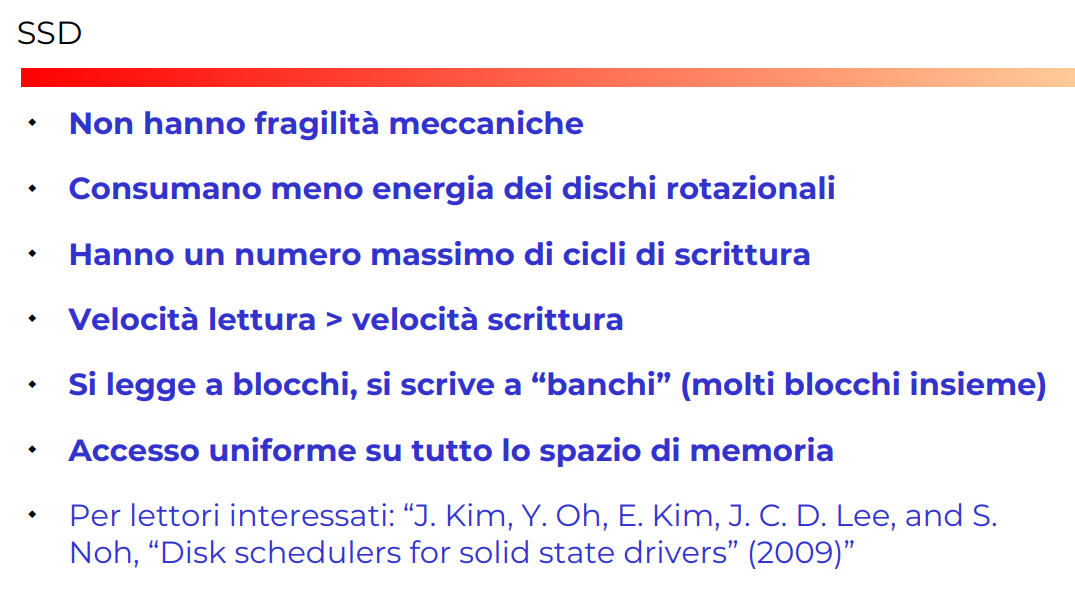 SSD
Non hanno fragilità meccaniche
Consumano meno energia dei dischi rotazionali
Hanno un numero massimo di cicli di scrittura
Velocità lettura > velocità scrittura
Si legge a blocchi, si scrive a “banchi” (molti blocchi insieme)
Accesso uniforme su tutto lo spazio di memoria
Per lettori interessati: “J. Kim, Y. Oh, E. Kim, J. C. D. Lee, and S.
Noh, “Disk schedulers for solid state drivers” (2009)”